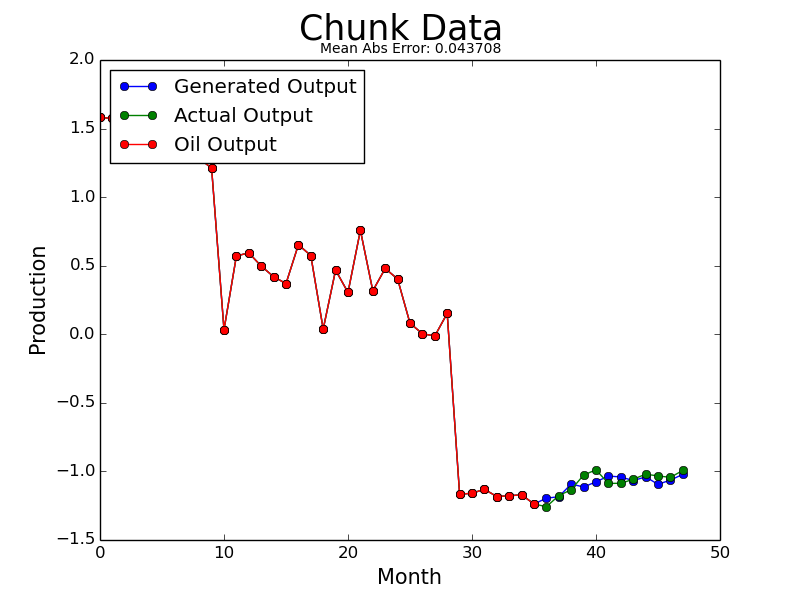 Chunk Data
Mean Abs Error: 0.043708
Generated Output
Actual Output
Oil Output
Production
2.0
1.5
1.0
0.5
0.0
−0.5
−1.0
−1.5
0 10 20 30 40 50
Month